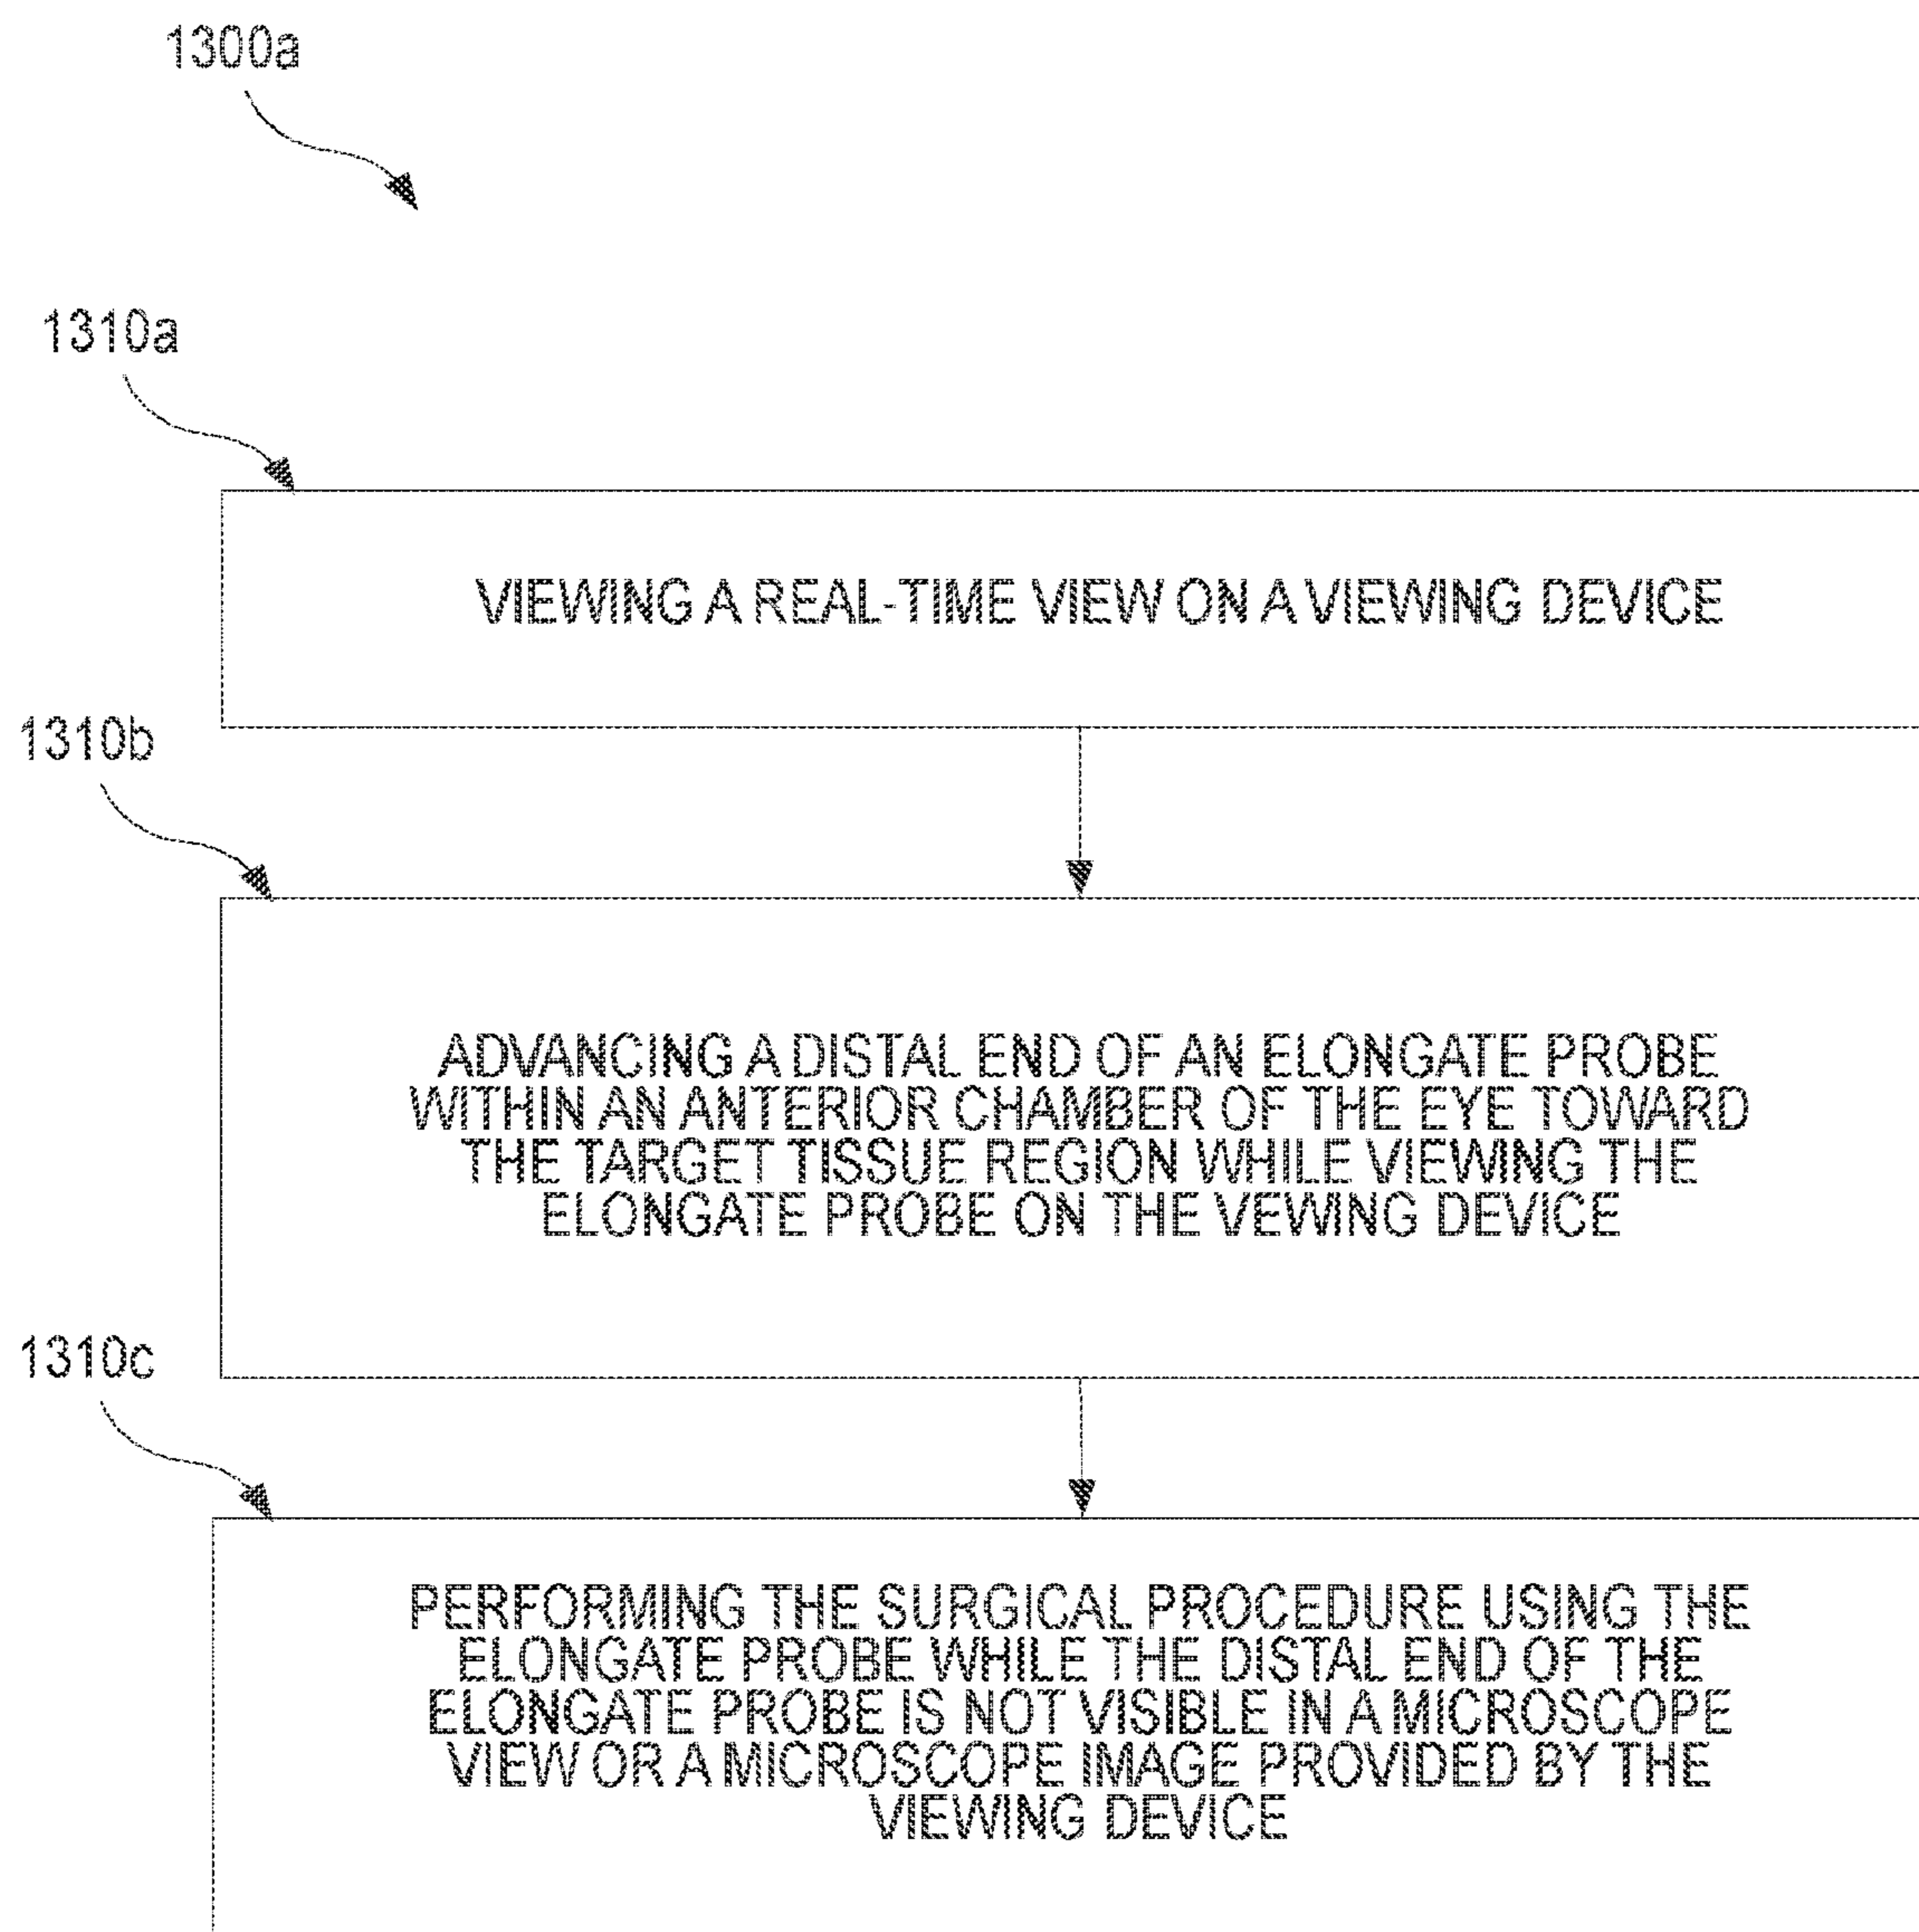 1300a
1310a
VIEWING A REAL-TIME VIEW ON A VIEWING DEVICE
1310b
ADVANCING A DISTAL END OF AN ELONGATE PROBE
WITHIN AN ANTERIOR CHAMBER OF THE EYE TOWARD
THE TARGET TISSUE REGION WHILE VIEWING THE
ELONGATE PROBE ON THE VEWING DEVICE
1310c
PERFORMING THE SURGICAL PROCEDURE USING THE
ELONGATE PROBE WHILE THE DISTAL END OF THE
ELONGATE PROBE IS NOT VISIBLE IN A MICROSCOPE
VIEW OR A MICROSCOPE IMAGE PROVIDED BY THE
VIEWING DEVICE